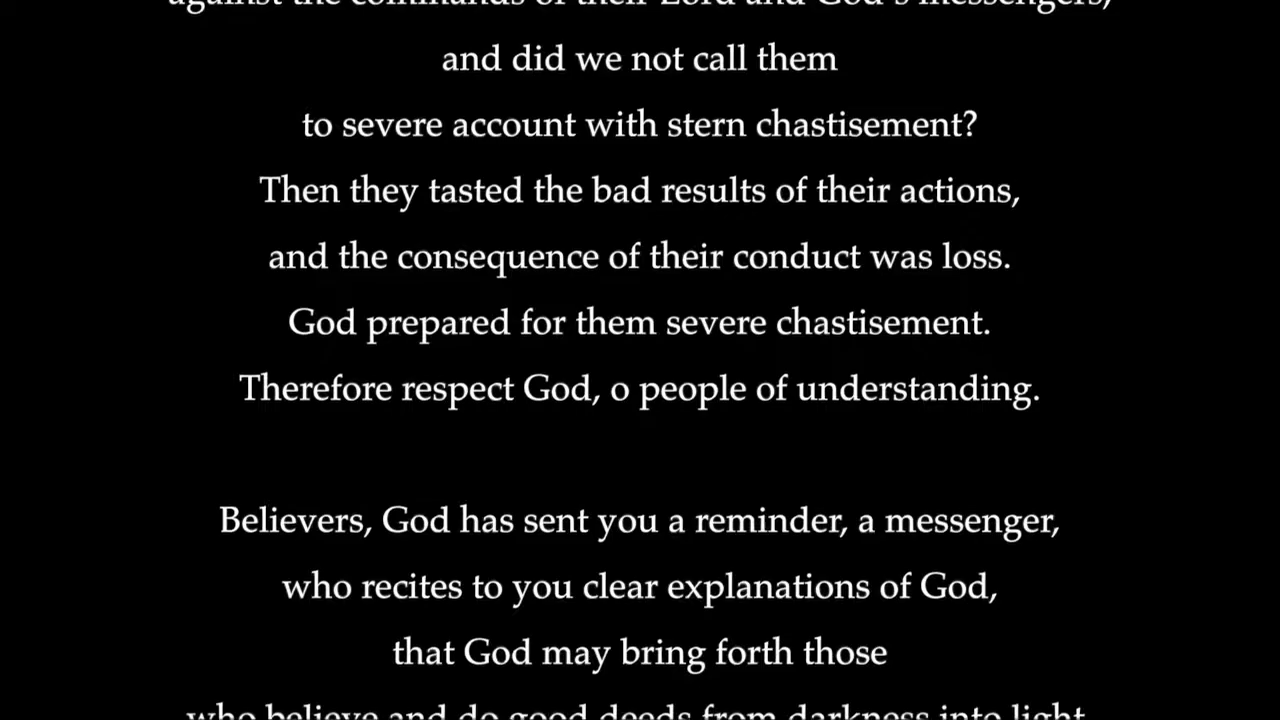 against the commands of their Lord and God's messengers,
and did we not call them
to severe account with stern chastisement?
Then they tasted the bad results of their actions,
and the consequence of their conduct was loss.
God prepared for them severe chastisement.
Therefore respect God, o people of understanding.
Believers, God has sent you a reminder, a messenger,
who recites to you clear explanations of God,
that God may bring forth those
who believe and do good deeds from darkness into light.